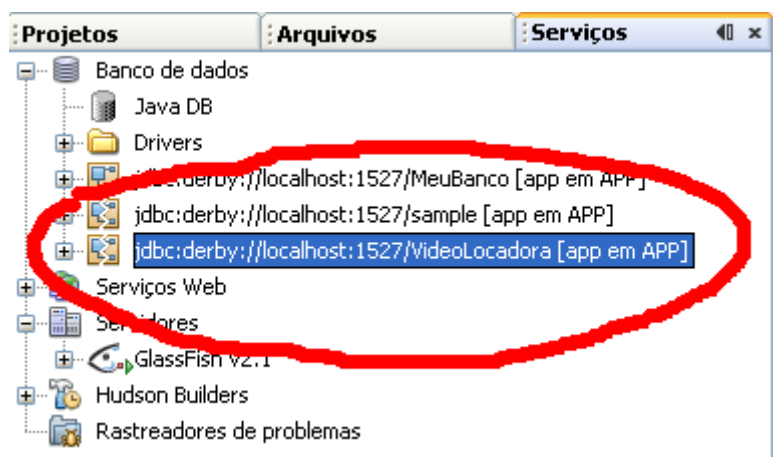 Projetos Arquivos Serviços
Banco de dados
Java DB
Drivers
jdbc:derby://localhost:1527/MeuBanco [app em APP]
jdbc:derby://localhost:1527/sample [app em APP]
jdbc:derby://localhost:1527/VideoLocadora [app em APP]
Serviços Web
Servidores
GlassFish v2.1
Hudson Builders
Rastreadores de problemas